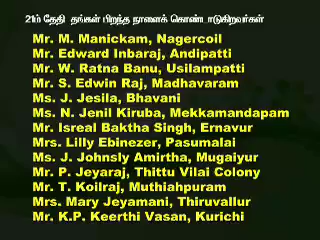 21ம் தேதி தங்கள் பிறந்த நாளைக் கொண்டாடுகிறவர்கள்
Mr. M. Manickam, Nagercoil
Mr. Edward Inbaraj, Andipatti
Mr. W. Ratna Banu, Usilampatti
Mr. S. Edwin Raj, Madhavaram
Ms. J. Jesila, Bhavani
Ms. N. Jenil Kiruba, Mekkamandapam
Mr. Isreal Baktha Singh, Ernavur
Mrs. Lilly Ebinezer, Pasumalai
Ms. J. Johnsly Amirtha, Mugaiyur
Mr. P. Jeyaraj, Thittu Vilai Colony
Mr. T. Koilraj, Muthiahpuram
Mrs. Mary Jeyamani, Thiruvallur
Mr. K.P. Keerthi Vasan, Kurichi